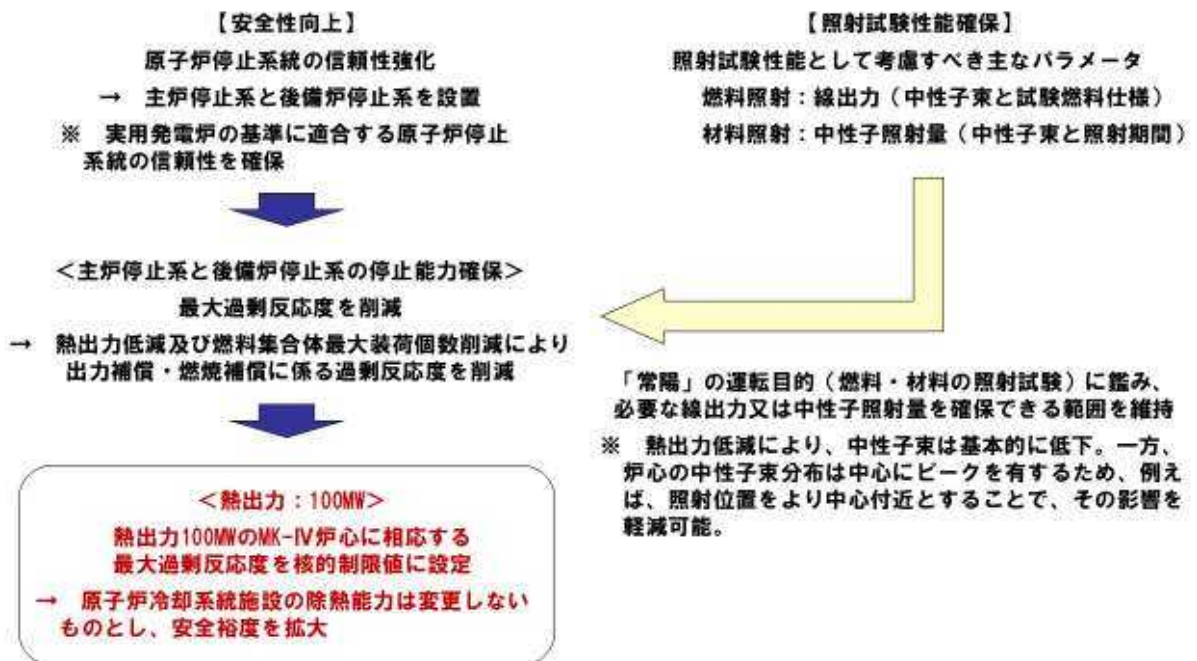 【安全性向上】
原子炉停止系統の信頼性強化
→ 主炉停止系と後備炉停止系を設置
※ 実用発電炉の基準に適合する原子炉停止
系統の信頼性を確保
<主炉停止系と後備炉停止系の停止能力確保>
最大過剰反応度を削減
→ 熱出力低減及び燃料集合体最大装荷個数削減により
出力補償・燃焼補償に係る過剰反応度を削減
<熱出力:100MW>
熱出力100MWのMK-Ⅳ炉心に相応する
最大過剰反応度を核的制限値に設定
→ 原子炉冷却系統施設の除熱能力は変更しない
ものとし、安全裕度を拡大
【照射試験性能確保】
照射試験性能として考慮すべき主なパラメータ
燃料照射:線出力(中性子束と試験燃料仕様)
材料照射:中性子照射量(中性子束と照射期間)
「常陽」の運転目的(燃料・材料の照射試験)に鑑み、
必要な線出力又は中性子照射量を確保できる範囲を維持
※ 熱出力低減により、中性子束は基本的に低下。一方、
炉心の中性子束分布は中心にピークを有するため、例え
ば、照射位置をより中心付近とすることで、その影響を
軽減可能。